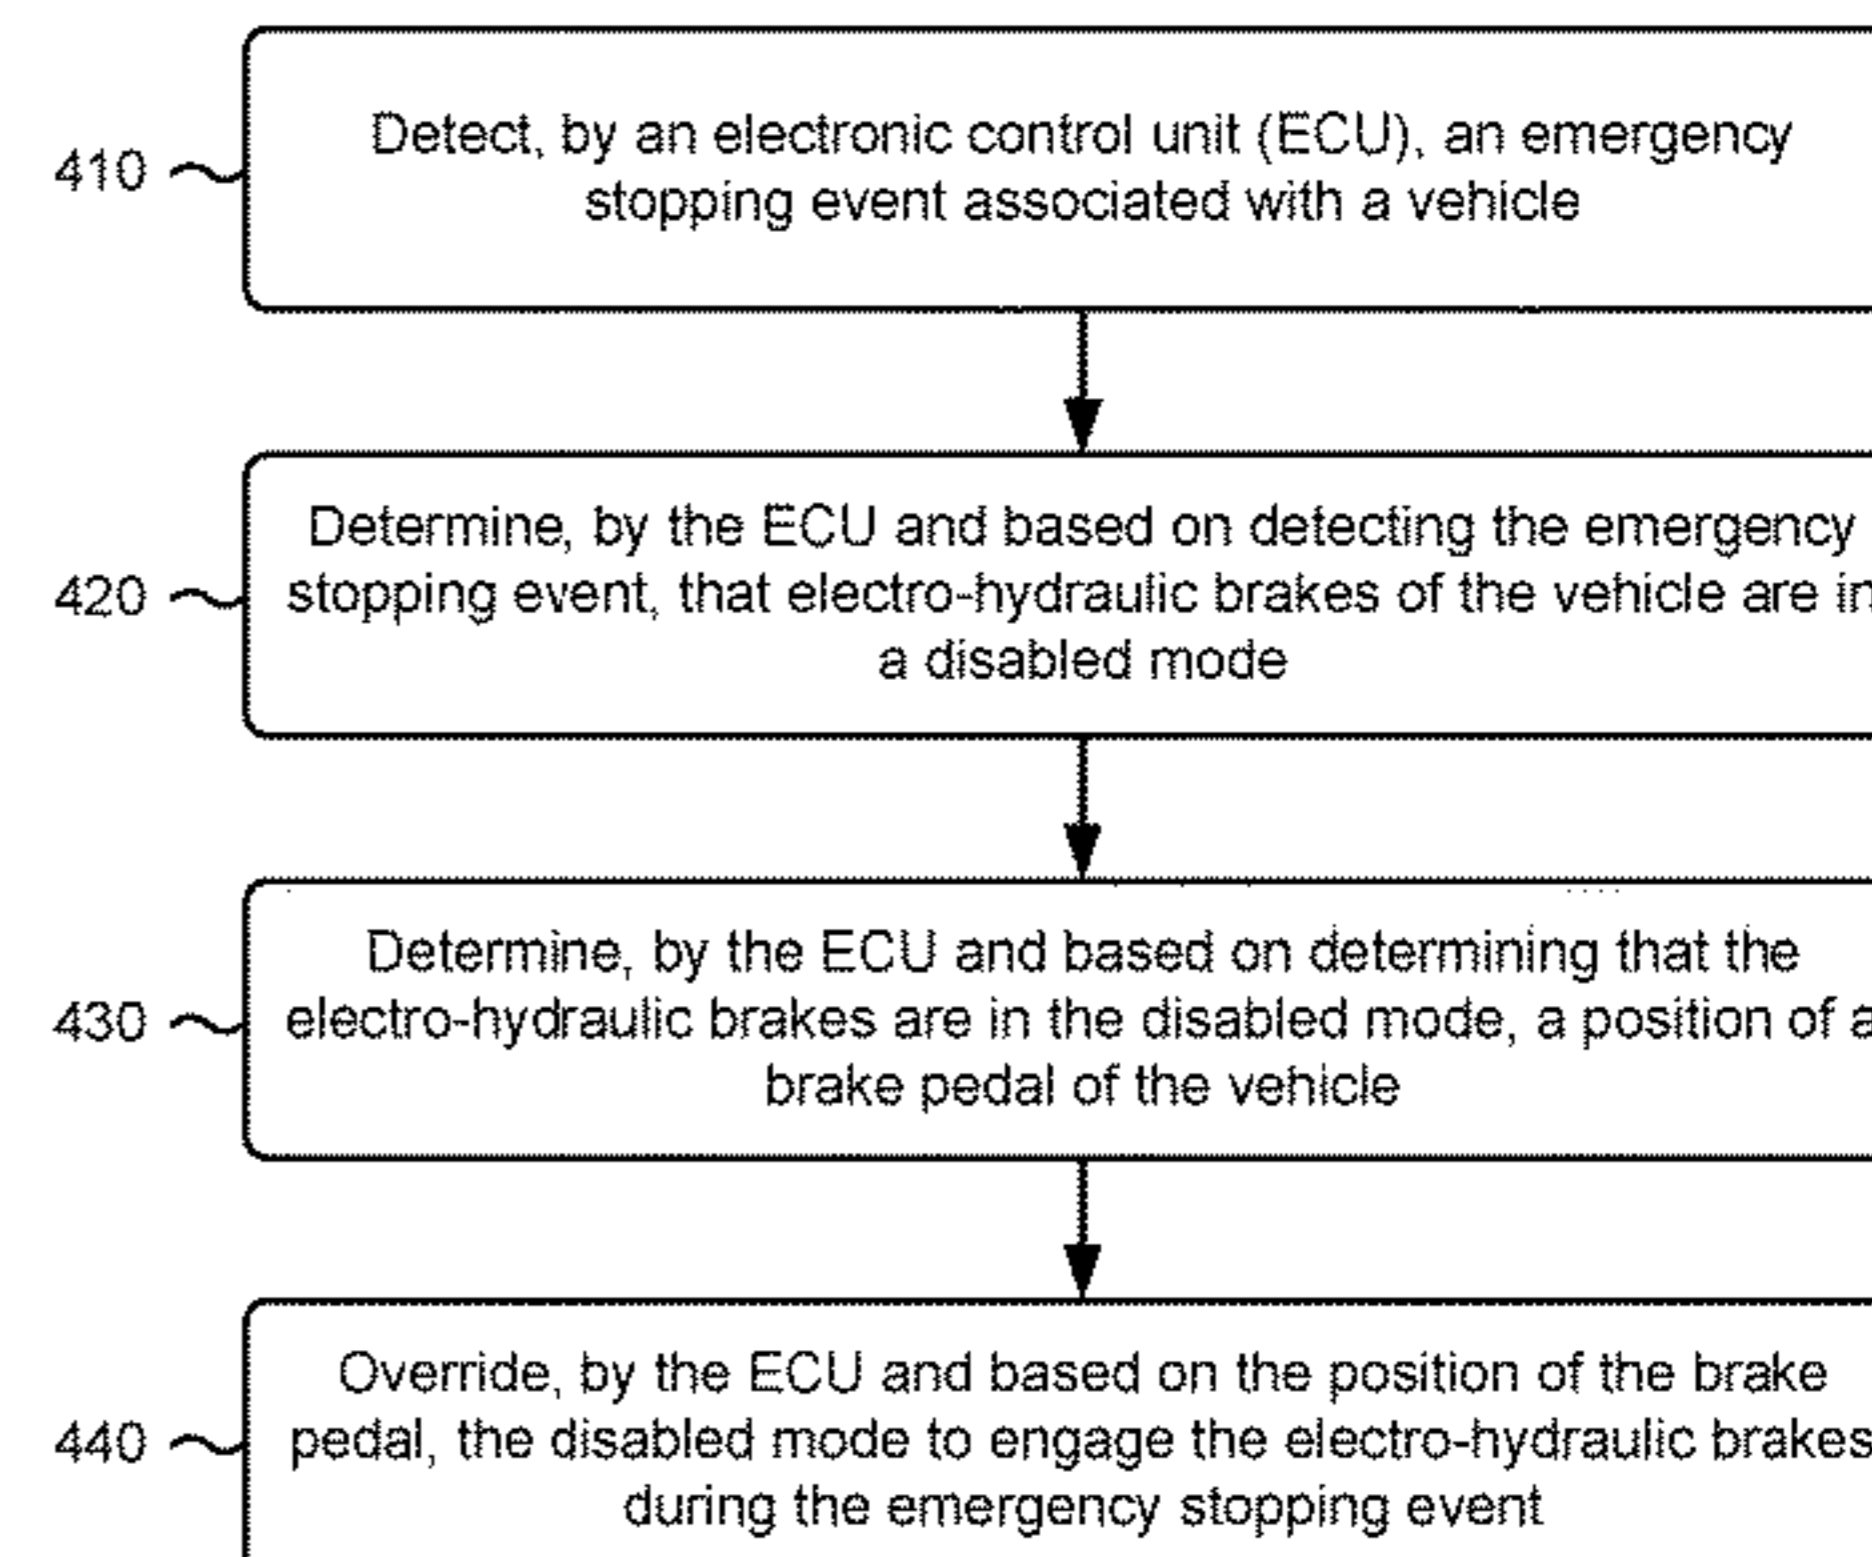 Detect, by an electronic control unit (ECU), an emergency
410
stopping event associated with a vehicle
Determine, by the ECU and based on detecting the emergency
420
stopping event, that electro-hydraulic brakes of the vehicle are in
a disabled mode
Determine, by the ECU and based on determining that the
430
electro-hydraulic brakes are in the disabled mode, a position of a
brake pedal of the vehicle
Override, by the ECU and based on the position of the brake
440
pedal, the disabled mode to engage the electro-hydraulic brakes
during the emergency stopping event